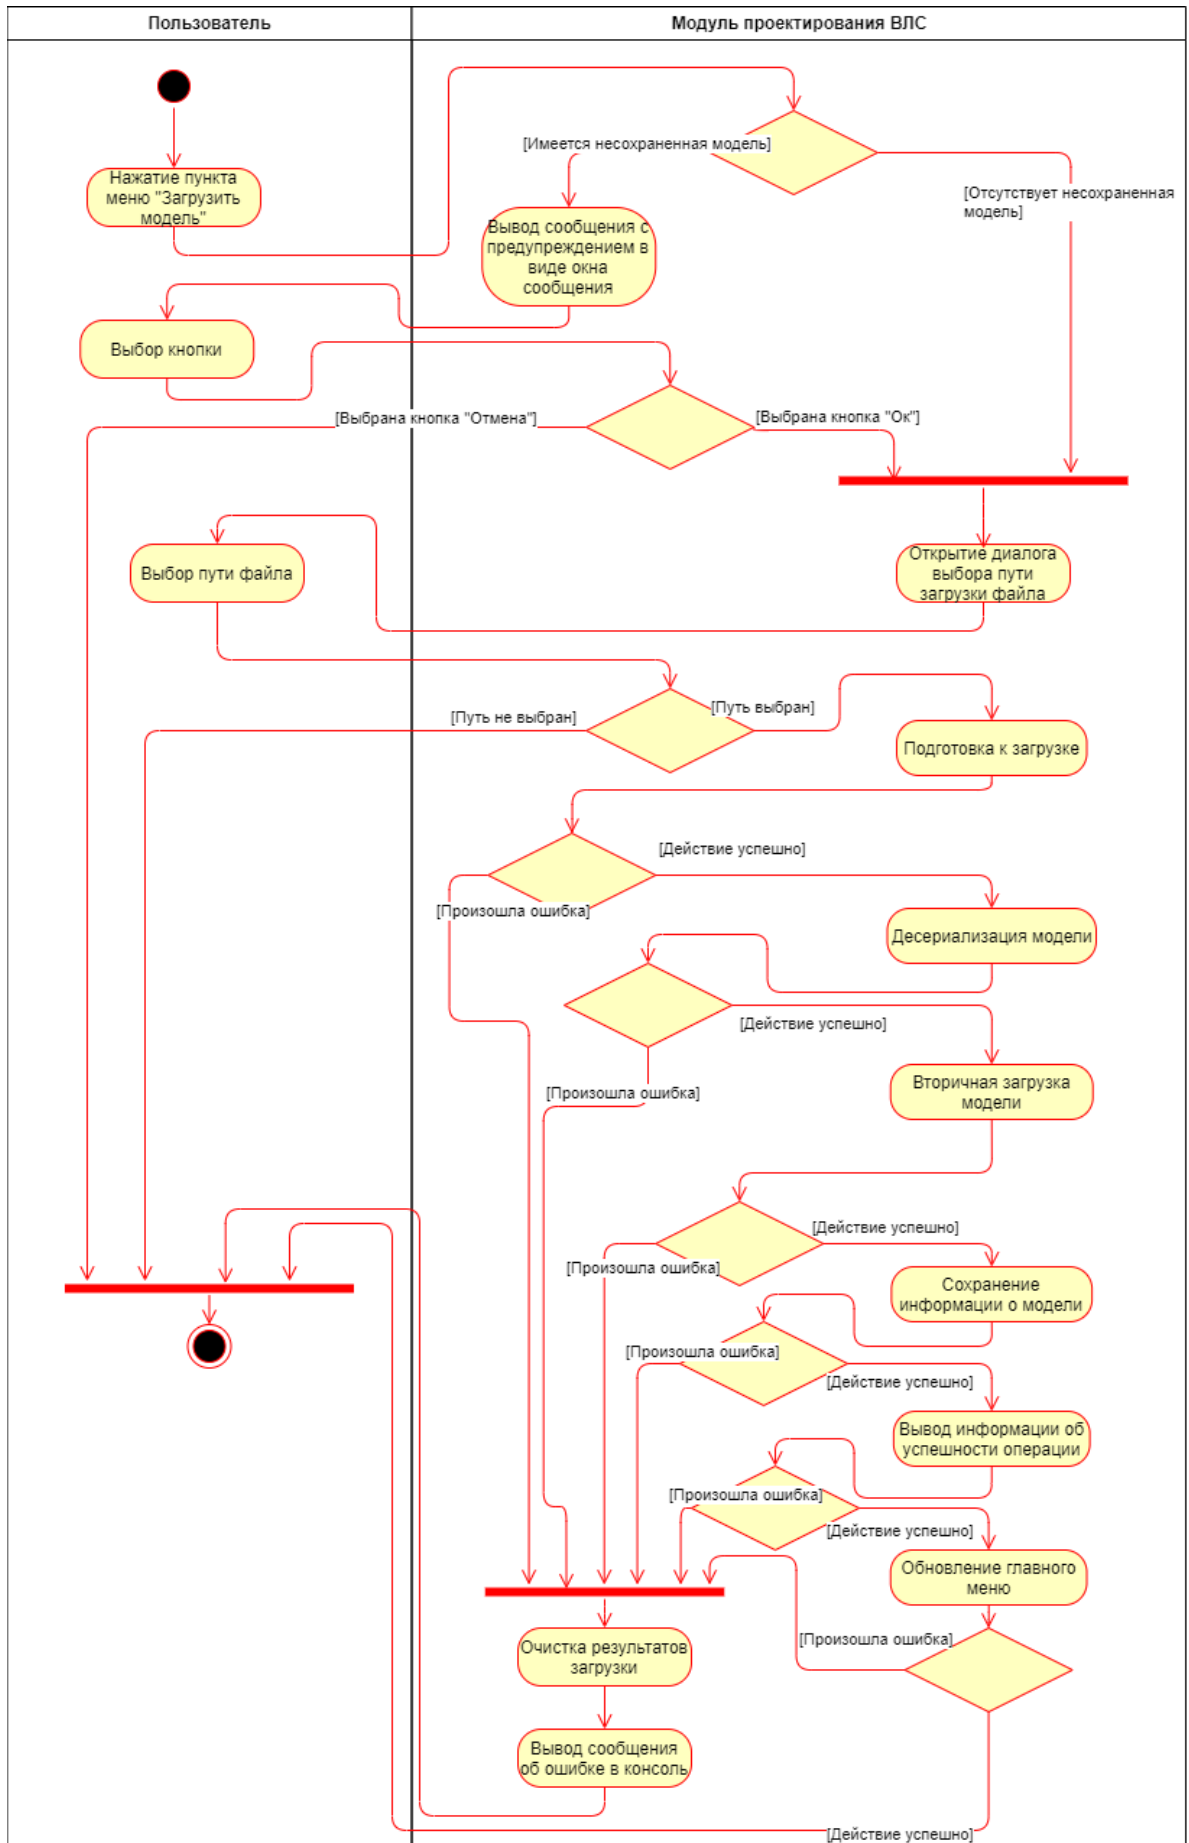 Пользователь
Модуль проектирования ВЛС
[Имеется несохраненная модель]
Нажатие пункта
меню "Загрузить
модель"
[Отсутствует несохраненная
модель]
Вывод сообщения с
предупреждением в
виде окна
сообщения
Выбор кнопки
[Выбрана кнопка "Отмена"]
[Выбрана кнопка "Ок"]
Выбор пути файла
Открытие диалога
выбора пути
загрузки файла
[Путь не выбран]
[Путь выбран]
Подготовка к загрузке
[Действие успешно]
[Произошла ошибка]
Десериализация модели
[Действие успешно]
[Произошла ошибка]
Вторичная загрузка
модели
[Действие успешно]
[Произошла ошибка]
Сохранение
информации о модели
[Произошла ошибка]
[Действие успешно]
Вывод информации об
успешности операции
[Произошла ошибка]
[Действие успешно]
Обновление главного
меню
[Произошла ошибка]
Очистка результатов
загрузки
Вывод сообщения
об ошибке в консоль
[Действие успешно]